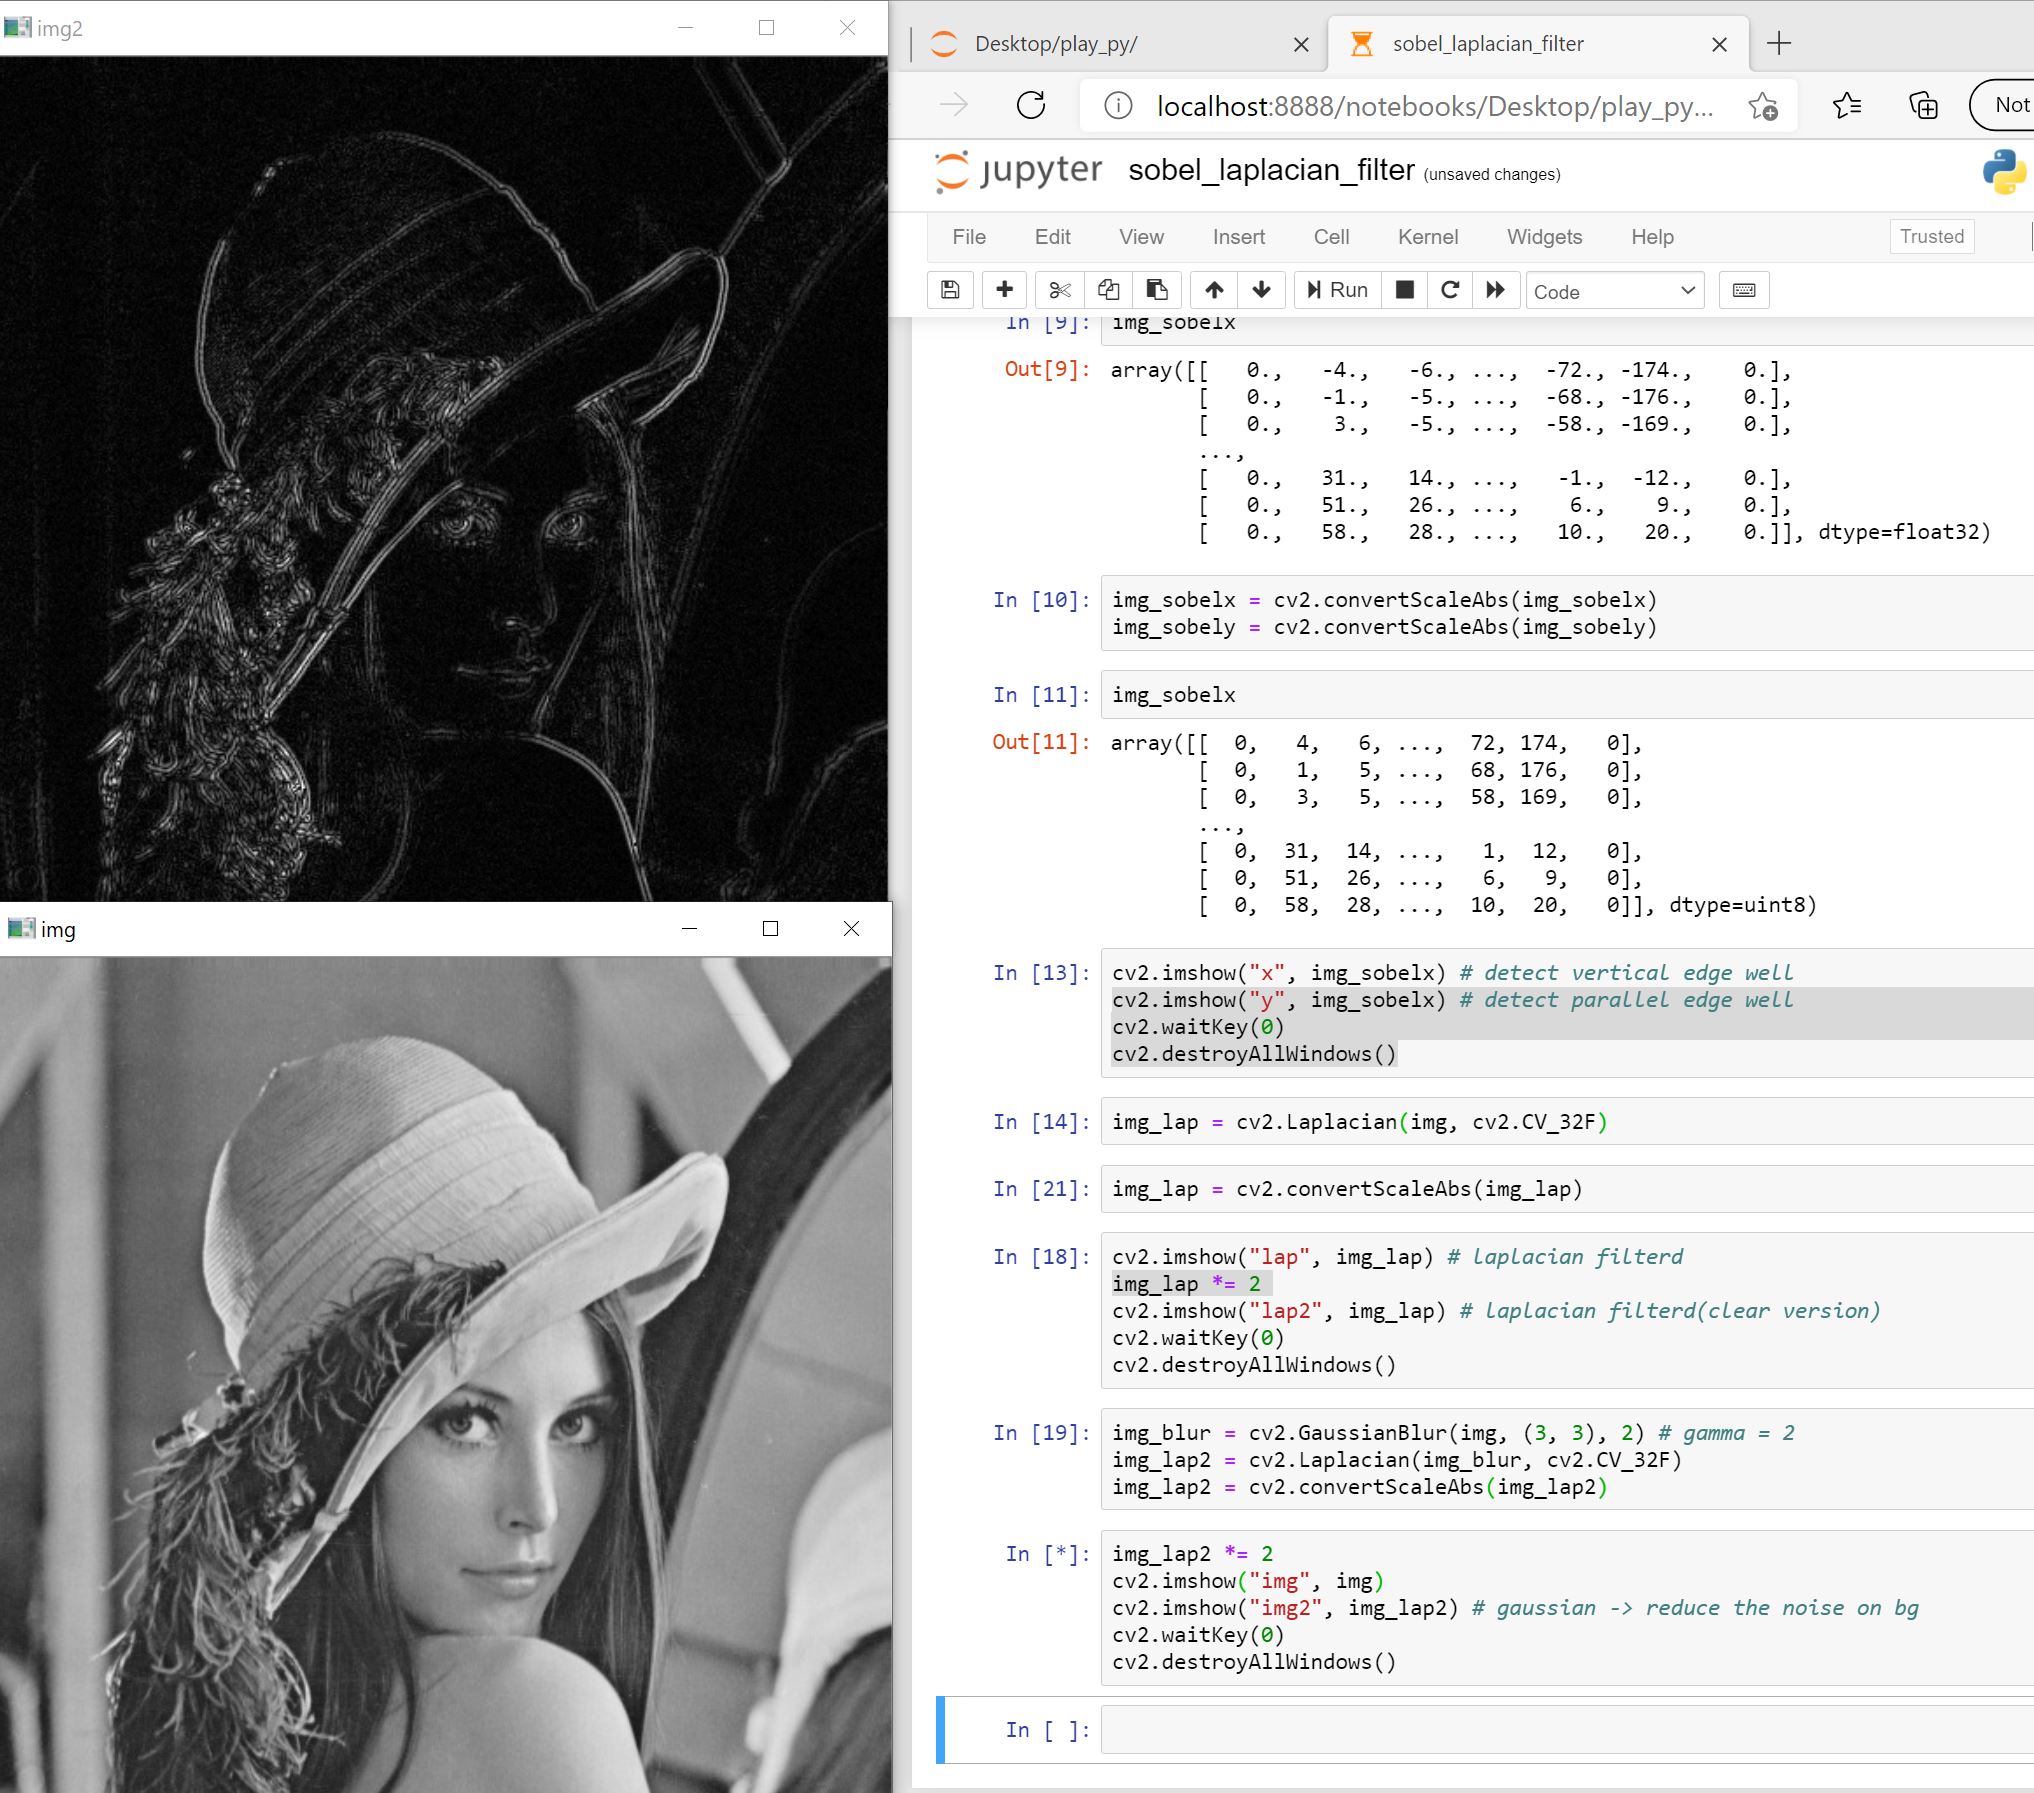 img2
Desktop/play_py/
sobel_laplacian_filter
localhost:8888/notebooks/Desktop/play_py...
Not
jupyter sobel_laplacian_filter (unsaved changes)
File Edit View Insert Cell Kernel Widgets Help Trusted
Run Code
In [9]: img_sobelx
Out[9]: array([[   0.,   -4.,   -6., ...,  -72., -174.,    0.],
[   0.,   -1.,   -5., ...,  -68., -176.,    0.],
[   0.,    3.,   -5., ...,  -58., -169.,    0.],
...,
[   0.,   31.,   14., ...,   -1.,  -12.,    0.],
[   0.,   51.,   26., ...,    6.,    9.,    0.],
[   0.,   58.,   28., ...,   10.,   20.,    0.]], dtype=float32)
In [10]: img_sobelx = cv2.convertScaleAbs(img_sobelx)
img_sobely = cv2.convertScaleAbs(img_sobely)
In [11]: img_sobelx
Out[11]: array([[  0,   4,   6, ...,  72, 174,   0],
[  0,   1,   5, ...,  68, 176,   0],
[  0,   3,   5, ...,  58, 169,   0],
...,
[  0,  31,  14, ...,   1,  12,   0],
[  0,  51,  26, ...,   6,   9,   0],
[  0,  58,  28, ...,  10,  20,   0]], dtype=uint8)
img
In [13]: cv2.imshow("x", img_sobelx) # detect vertical edge well
cv2.imshow("y", img_sobelx) # detect parallel edge well
cv2.waitKey(0)
cv2.destroyAllWindows()
In [14]: img_lap = cv2.Laplacian(img, cv2.CV_32F)
In [21]: img_lap = cv2.convertScaleAbs(img_lap)
In [18]: cv2.imshow("lap", img_lap) # laplacian filterd
img_lap *= 2
cv2.imshow("lap2", img_lap) # laplacian filterd(clear version)
cv2.waitKey(0)
cv2.destroyAllWindows()
In [19]: img_blur = cv2.GaussianBlur(img, (3, 3), 2) # gamma = 2
img_lap2 = cv2.Laplacian(img_blur, cv2.CV_32F)
img_lap2 = cv2.convertScaleAbs(img_lap2)
In [*]: img_lap2 *= 2
cv2.imshow("img", img)
cv2.imshow("img2", img_lap2) # gaussian -> reduce the noise on bg
cv2.waitKey(0)
cv2.destroyAllWindows()
In [ ]: